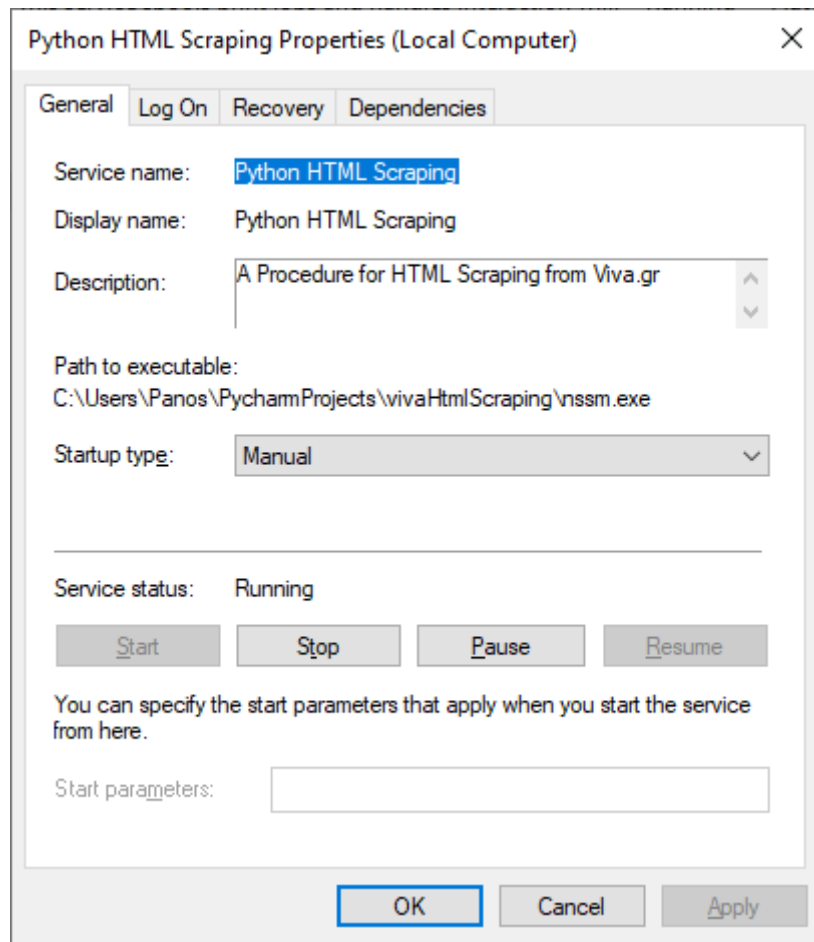 Python HTML Scraping Properties (Local Computer)
General Log On Recovery Dependencies
Service name: Python HTML Scraping
Display name: Python HTML Scraping
Description: A Procedure for HTML Scraping from Viva.gr
Path to executable:
C:\Users\Panos\PycharmProjects\vivaHtmlScraping\nssm.exe
Startup type: Manual
Service status: Running
Start Stop Pause Resume
You can specify the start parameters that apply when you start the service
from here.
Start parameters:
OK Cancel Apply